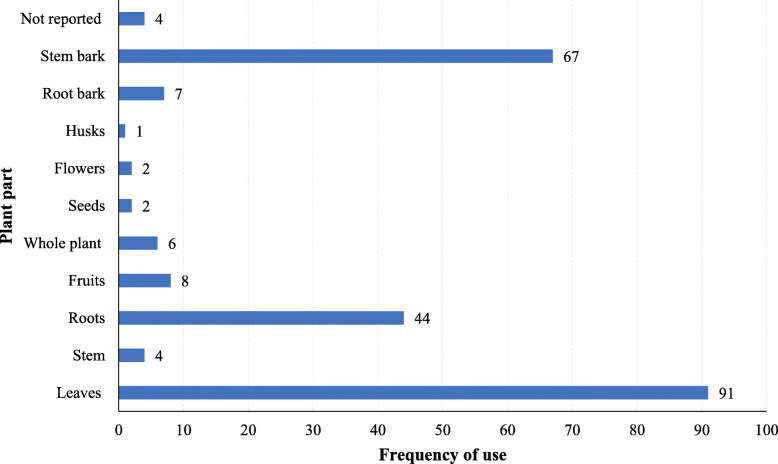 Not reported 4
Stem bark 67
Root bark 7
Husks 1
Flowers 2
Seeds 2
Whole plant 6
Fruits 8
Roots 44
Stem 4
Leaves 91
0 10 20 30 40 50 60 70 80 90 100
Frequency of use
Plant part